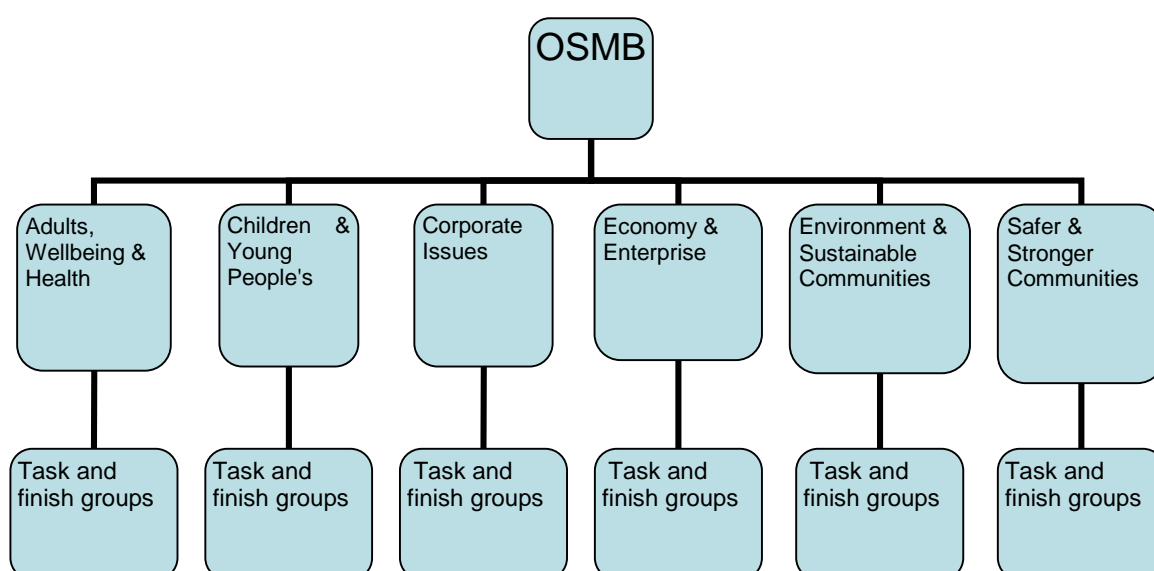 OSMB
Adults,
Wellbeing &
Health
Children &
Young
People's
Corporate
Issues
Economy &
Enterprise
Environment &
Sustainable
Communities
Safer &
Stronger
Communities
Task and
finish groups
Task and
finish groups
Task and
finish groups
Task and
finish groups
Task and
finish groups
Task and
finish groups